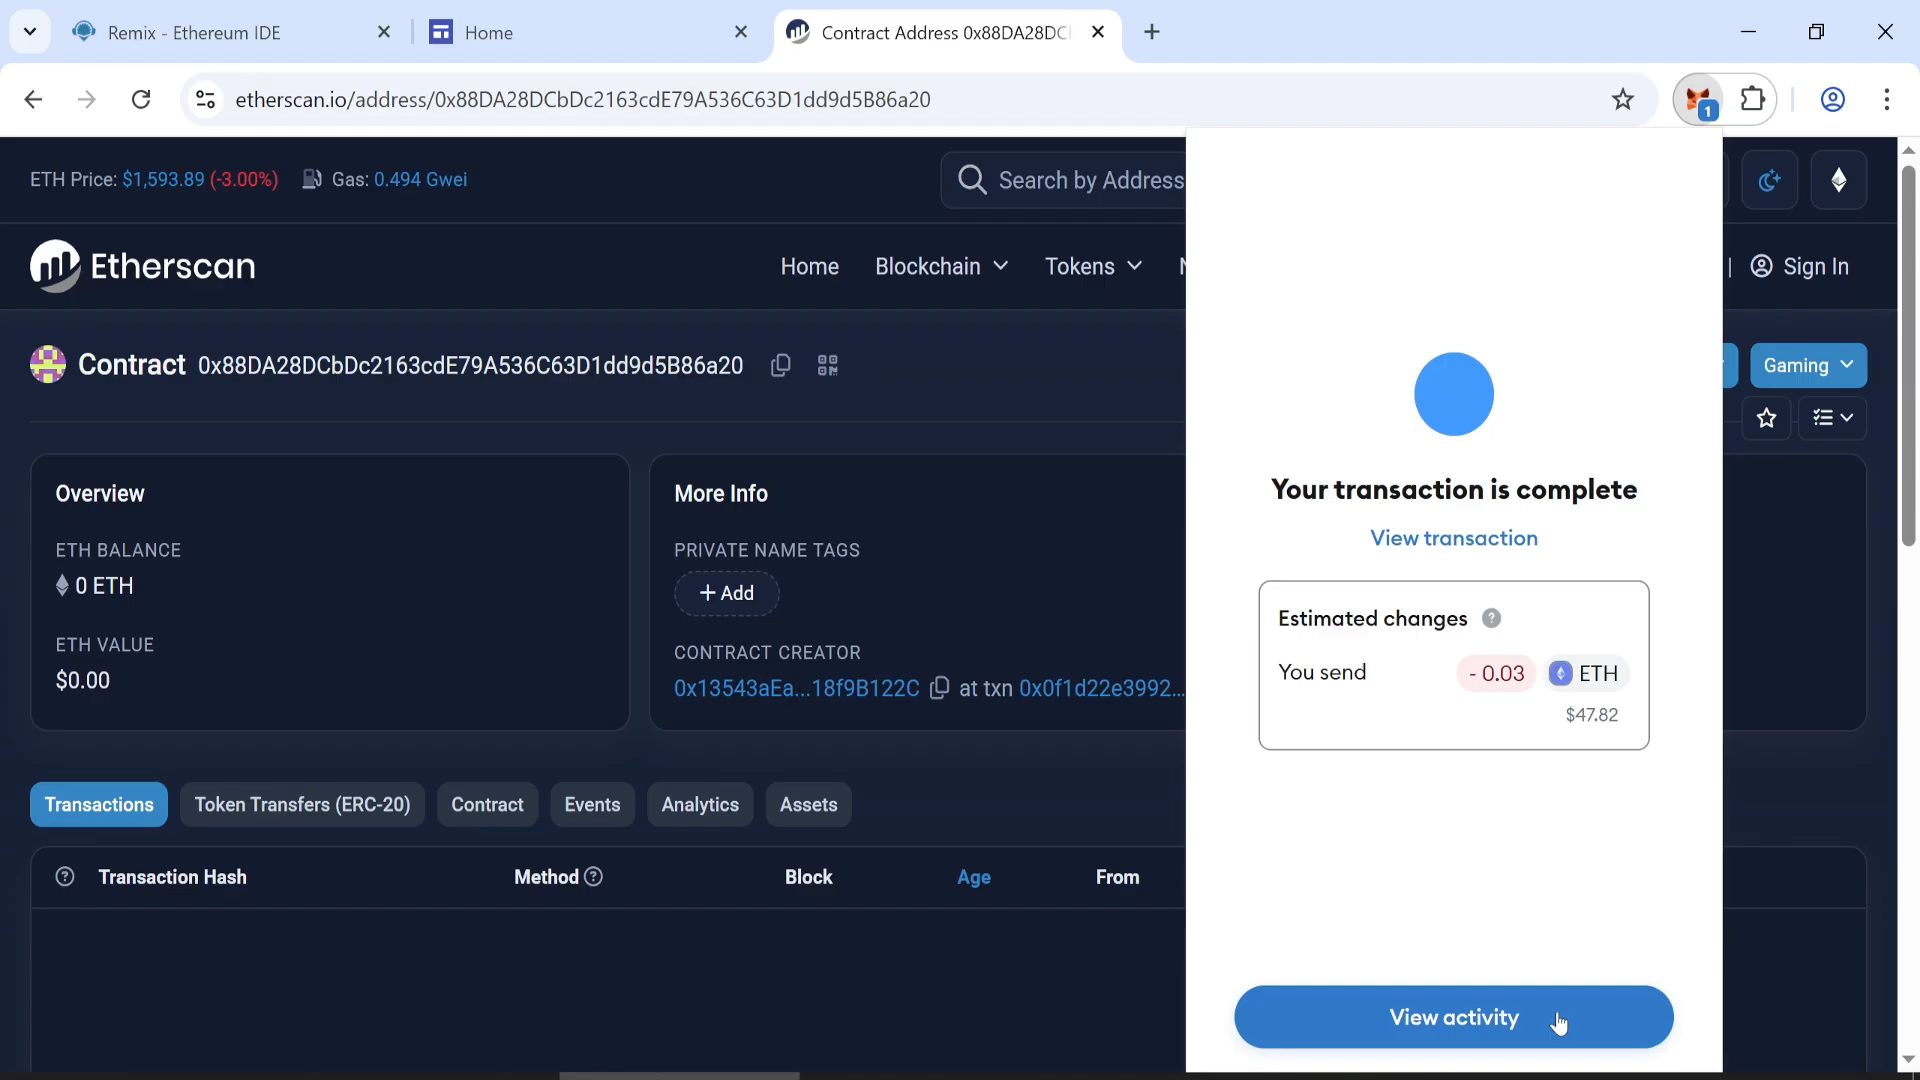 Remix - Ethereum IDE
Home
Contract Address 0x88DA28DC
etherscan.io/address/0x88DA28DCbDc2163cdE79A536C63D1dd9d5B86a20
1
ETH Price: $1,593.89 (-3.00%)
Gas: 0.494 Gwei
Search by Address
Etherscan
Home
Blockchain
Tokens
Sign In
Contract 0x88DA28DCbDc2163cdE79A536C63D1dd9d5B86a20
Gaming
Overview
ETH BALANCE
0 ETH
ETH VALUE
$0.00
More Info
PRIVATE NAME TAGS
+ Add
CONTRACT CREATOR
0x13543aEa...18f9B122C at txn 0x0f1d22e3992...
Transactions
Token Transfers (ERC-20)
Contract
Events
Analytics
Assets
Transaction Hash
Method
Block
Age
From
Your transaction is complete
View transaction
Estimated changes
You send
- 0.03
ETH
$47.82
View activity